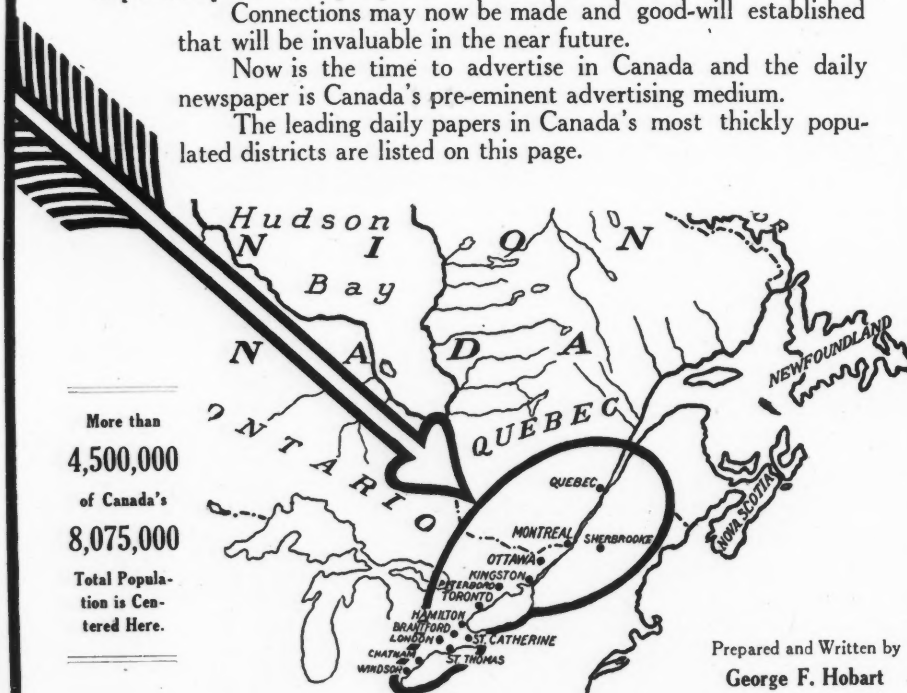 Connections may now be made and good-will established
that will be invaluable in the near future.
Now is the time to advertise in Canada and the daily
newspaper is Canada's pre-eminent advertising medium.
The leading daily papers in Canada's most thickly popu-
lated districts are listed on this page.
Hudson
N I O N
Bay
N A D A
ONTARIO
QUEBEC
NEWFOUNDLAND
NOVA SCOTIA
More than
4,500,000
of Canada's
8,075,000
Total Popula-
tion is Cen-
tered Here.
QUEBEC
MONTREAL
SHERBROOKE
OTTAWA
KINGSTON
PETERBORO
TORONTO
HAMILTON
BRANTFORD
LONDON
ST. CATHERINE
CHATHAM
ST. THOMAS
WINDSOR
Prepared and Written by
George F. Hobart